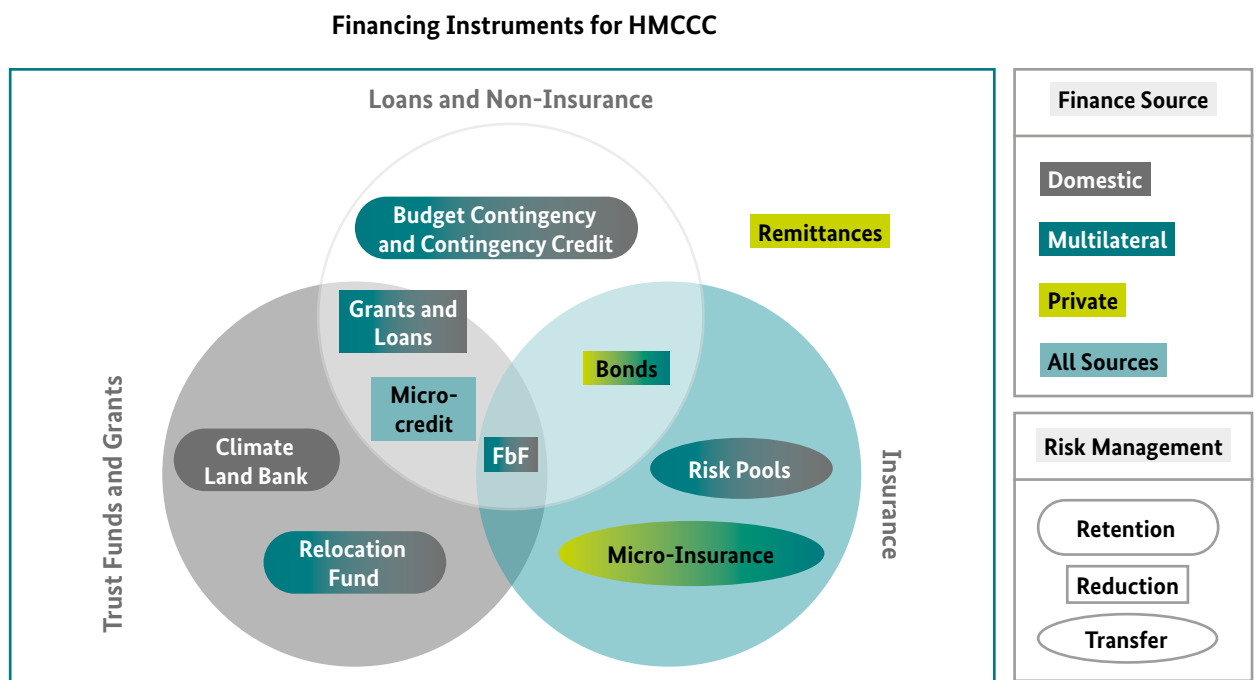 Financing Instruments for HMCCC
Loans and Non-Insurance
Budget Contingency
and Contingency Credit
Remittances
Grants and
Loans
Bonds
Micro-
credit
FbF
Trust Funds and Grants
Climate
Land Bank
Risk Pools
Insurance
Relocation
Fund
Micro-Insurance
Finance Source
Domestic
Multilateral
Private
All Sources
Risk Management
Retention
Reduction
Transfer